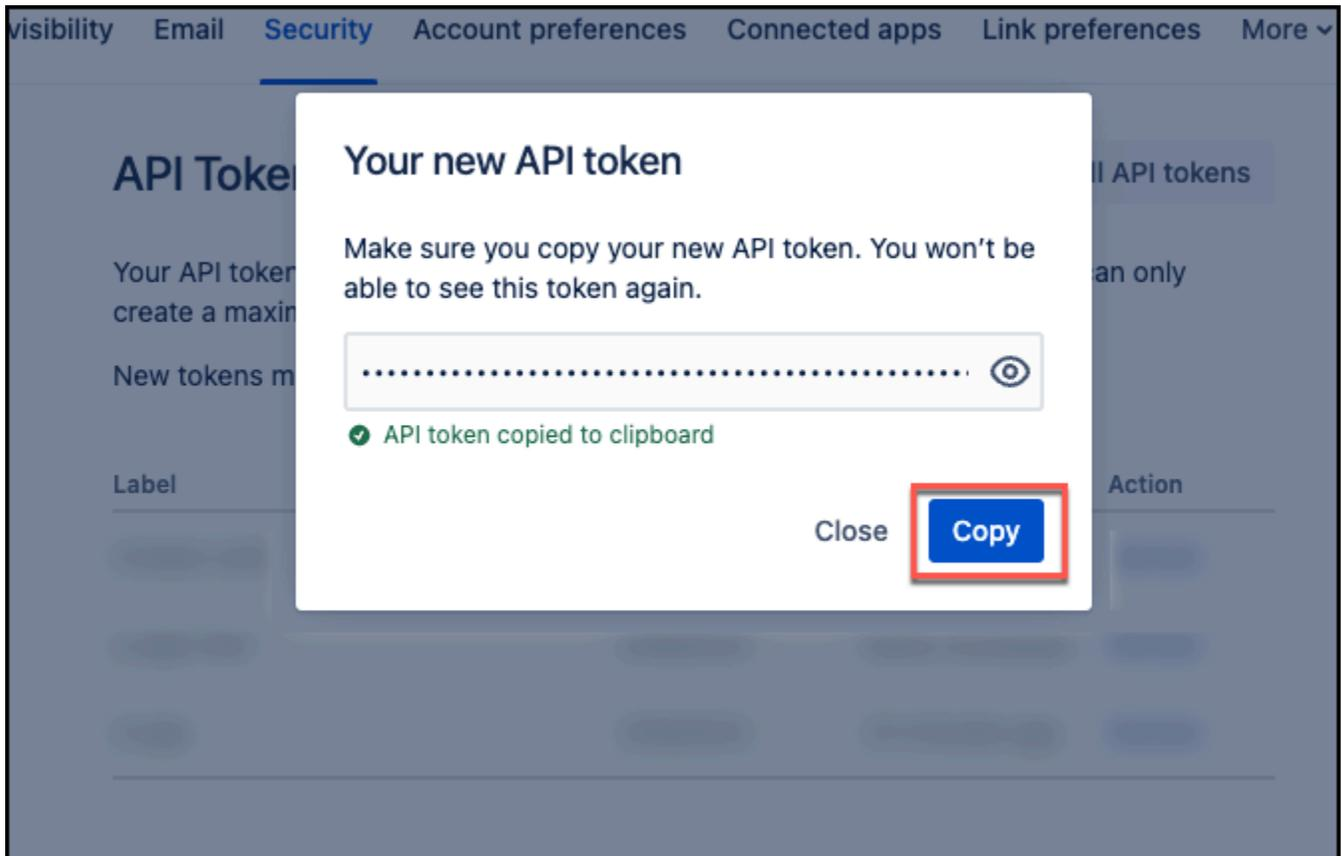 visibility Email Security Account preferences Connected apps Link preferences More
API Toke
ll API tokens
Your new API token
Make sure you copy your new API token. You won't be
able to see this token again.
Your API token
an only
create a maxin
New tokens m
API token copied to clipboard
Label
Action
Close
Copy